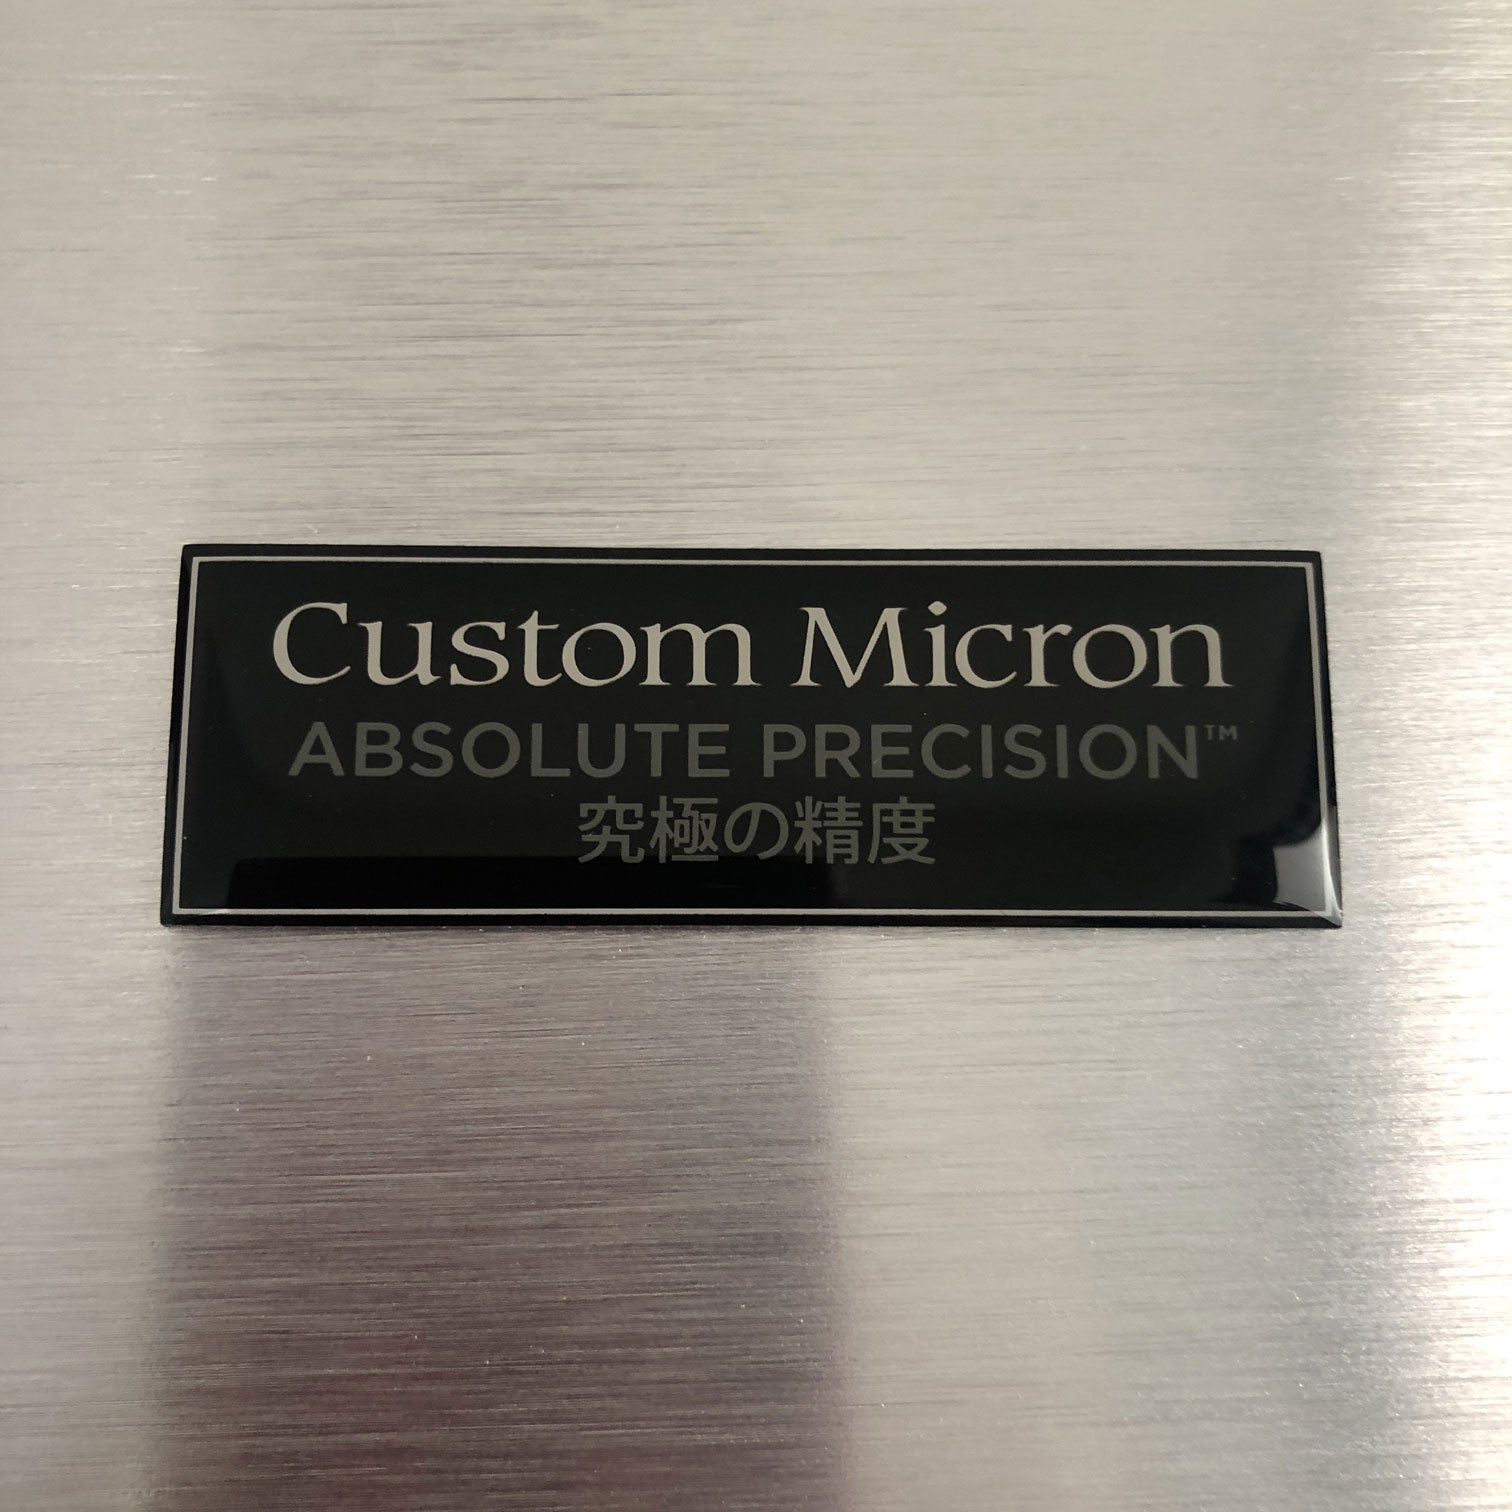 Custom Micron
ABSOLUTE PRECISION™
究極の精度